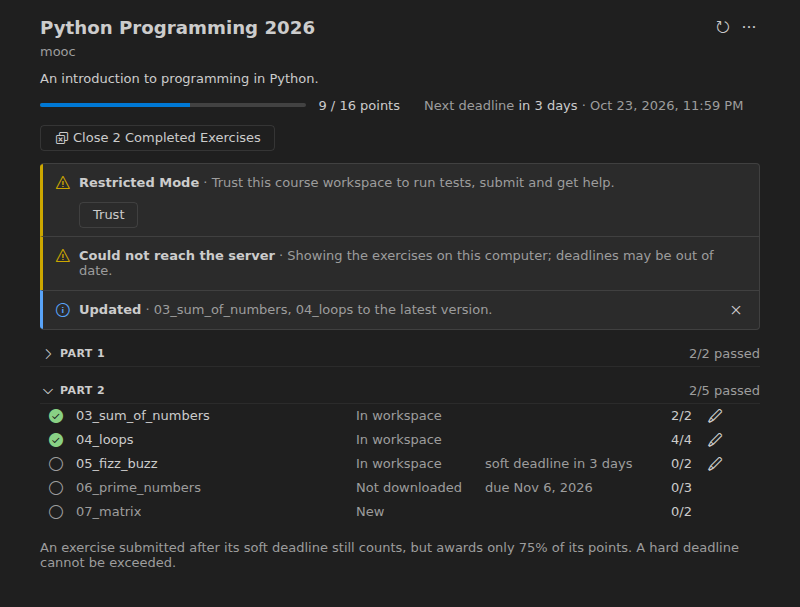 Python Programming 2026
mooc
An introduction to programming in Python.
9 / 16 points Next deadline in 3 days · Oct 23, 2026, 11:59 PM
Close 2 Completed Exercises
Restricted Mode · Trust this course workspace to run tests, submit and get help.
Trust
Could not reach the server · Showing the exercises on this computer; deadlines may be out of
date.
Updated · 03_sum_of_numbers, 04_loops to the latest version.
PART 1 2/2 passed
PART 2 2/5 passed
03_sum_of_numbers In workspace 2/2
04_loops In workspace 4/4
05_fizz_buzz In workspace soft deadline in 3 days 0/2
06_prime_numbers Not downloaded due Nov 6, 2026 0/3
07_matrix New 0/2
An exercise submitted after its soft deadline still counts, but awards only 75% of its points. A hard deadline
cannot be exceeded.